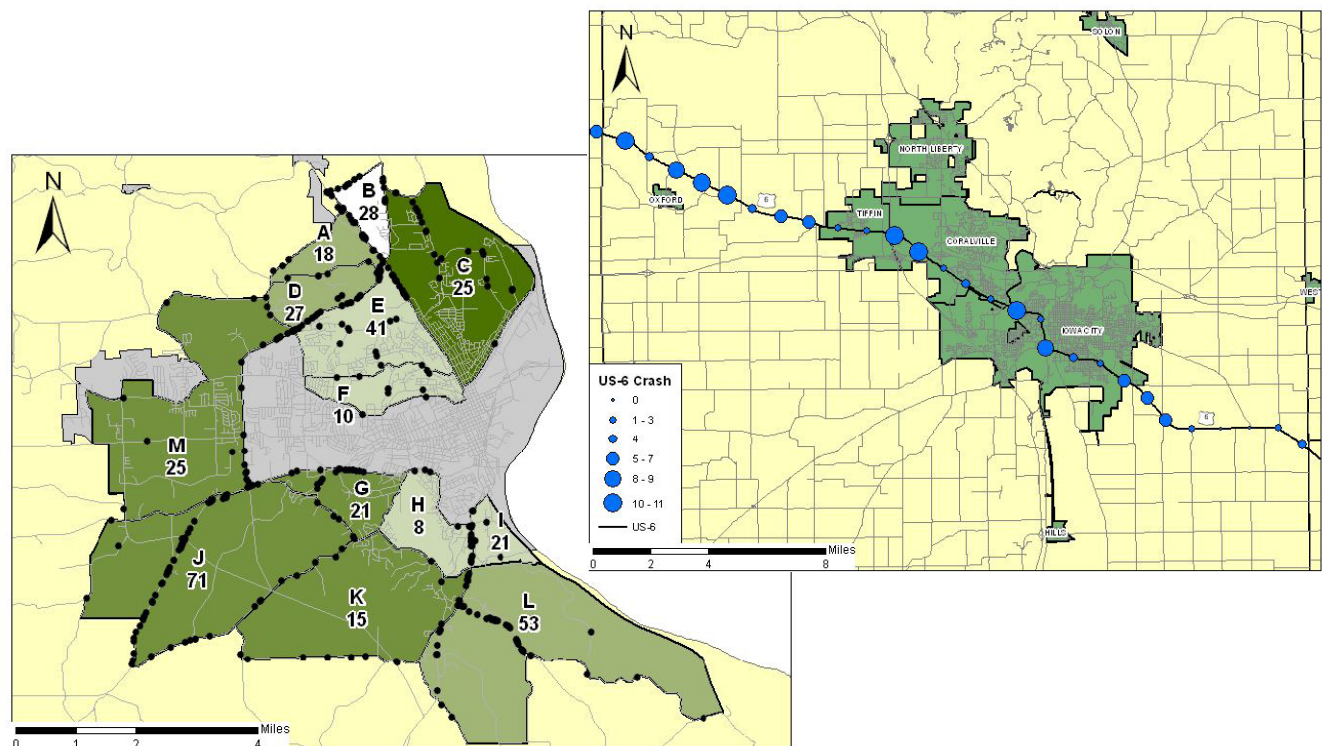 N
B
28
A
18
C
25
D
27
E
41
F
10
M
25
G
21
H
8
I
21
J
71
K
15
L
53
Miles
0 1 2 4
N
SOLON
NORTH LIBERTY
6
OXFORD
TIFFIN
CORALVILLE
WEST
IOWA CITY
US-6 Crash
0
1 - 3
4
5 - 7
8 - 9
10 - 11
US-6
6
HILLS
Miles
0 2 4 8